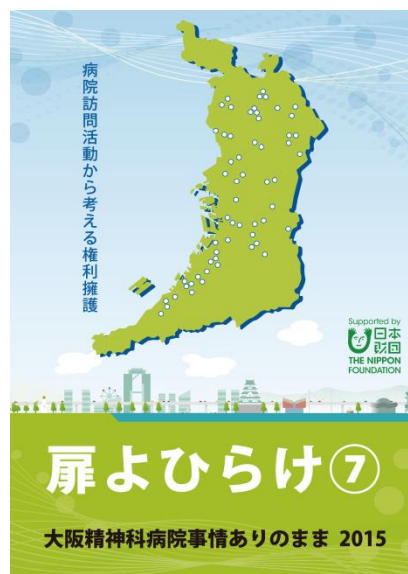 病院訪問活動から考える権利擁護
Supported by
日本
財団
THE NIPPON
FOUNDATION
扉よひらけ⑦
大阪精神科病院事情ありのまま 2015